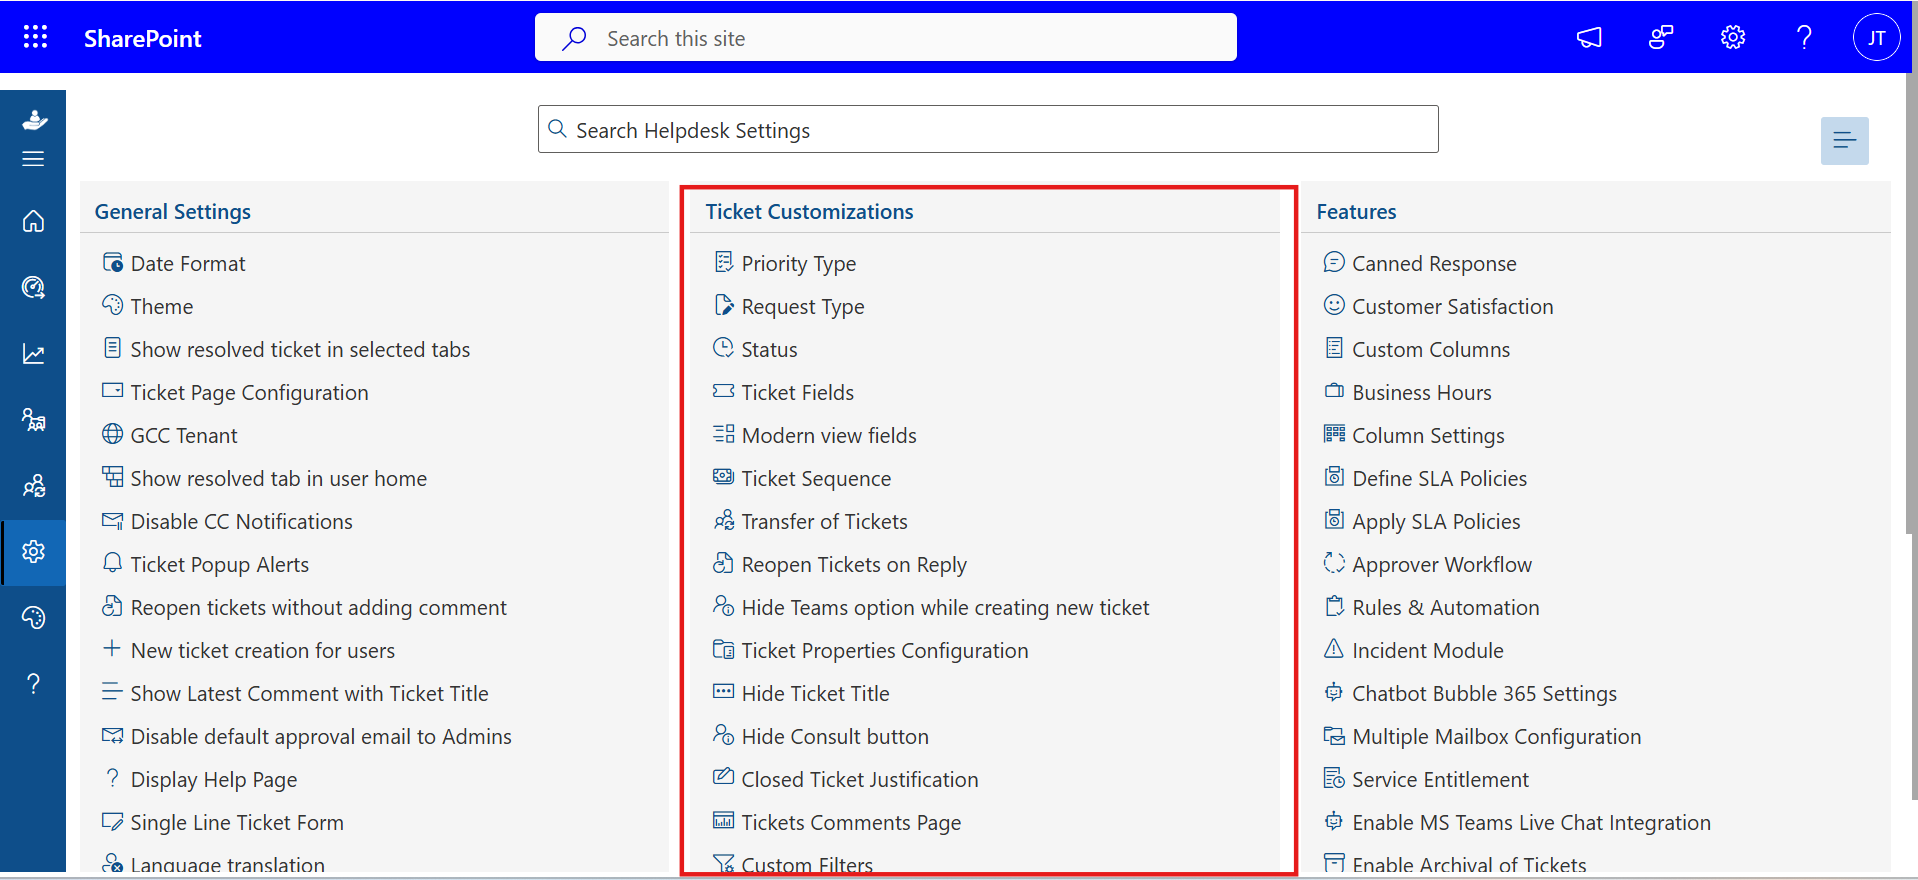 SharePoint
Search this site
JT
Search Helpdesk Settings
General Settings
Date Format
Theme
Show resolved ticket in selected tabs
Ticket Page Configuration
GCC Tenant
Show resolved tab in user home
Disable CC Notifications
Ticket Popup Alerts
Reopen tickets without adding comment
New ticket creation for users
Show Latest Comment with Ticket Title
Disable default approval email to Admins
Display Help Page
Single Line Ticket Form
Language translation
Ticket Customizations
Priority Type
Request Type
Status
Ticket Fields
Modern view fields
Ticket Sequence
Transfer of Tickets
Reopen Tickets on Reply
Hide Teams option while creating new ticket
Ticket Properties Configuration
Hide Ticket Title
Hide Consult button
Closed Ticket Justification
Tickets Comments Page
Custom Filters
Features
Canned Response
Customer Satisfaction
Custom Columns
Business Hours
Column Settings
Define SLA Policies
Apply SLA Policies
Approver Workflow
Rules & Automation
Incident Module
Chatbot Bubble 365 Settings
Multiple Mailbox Configuration
Service Entitlement
Enable MS Teams Live Chat Integration
Enable Archival of Tickets